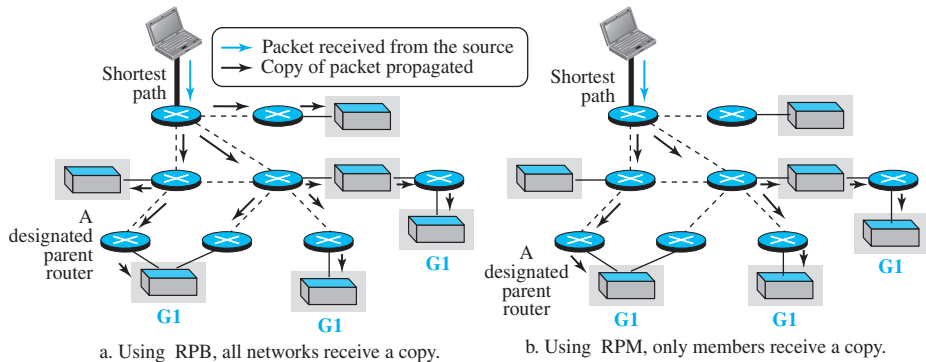 Packet received from the source
Copy of packet propagated
Shortest
path
A
designated
parent
router
G1
G1
G1
a. Using RPB, all networks receive a copy.
Shortest
path
A
designated
parent
router
G1
G1
G1
b. Using RPM, only members receive a copy.